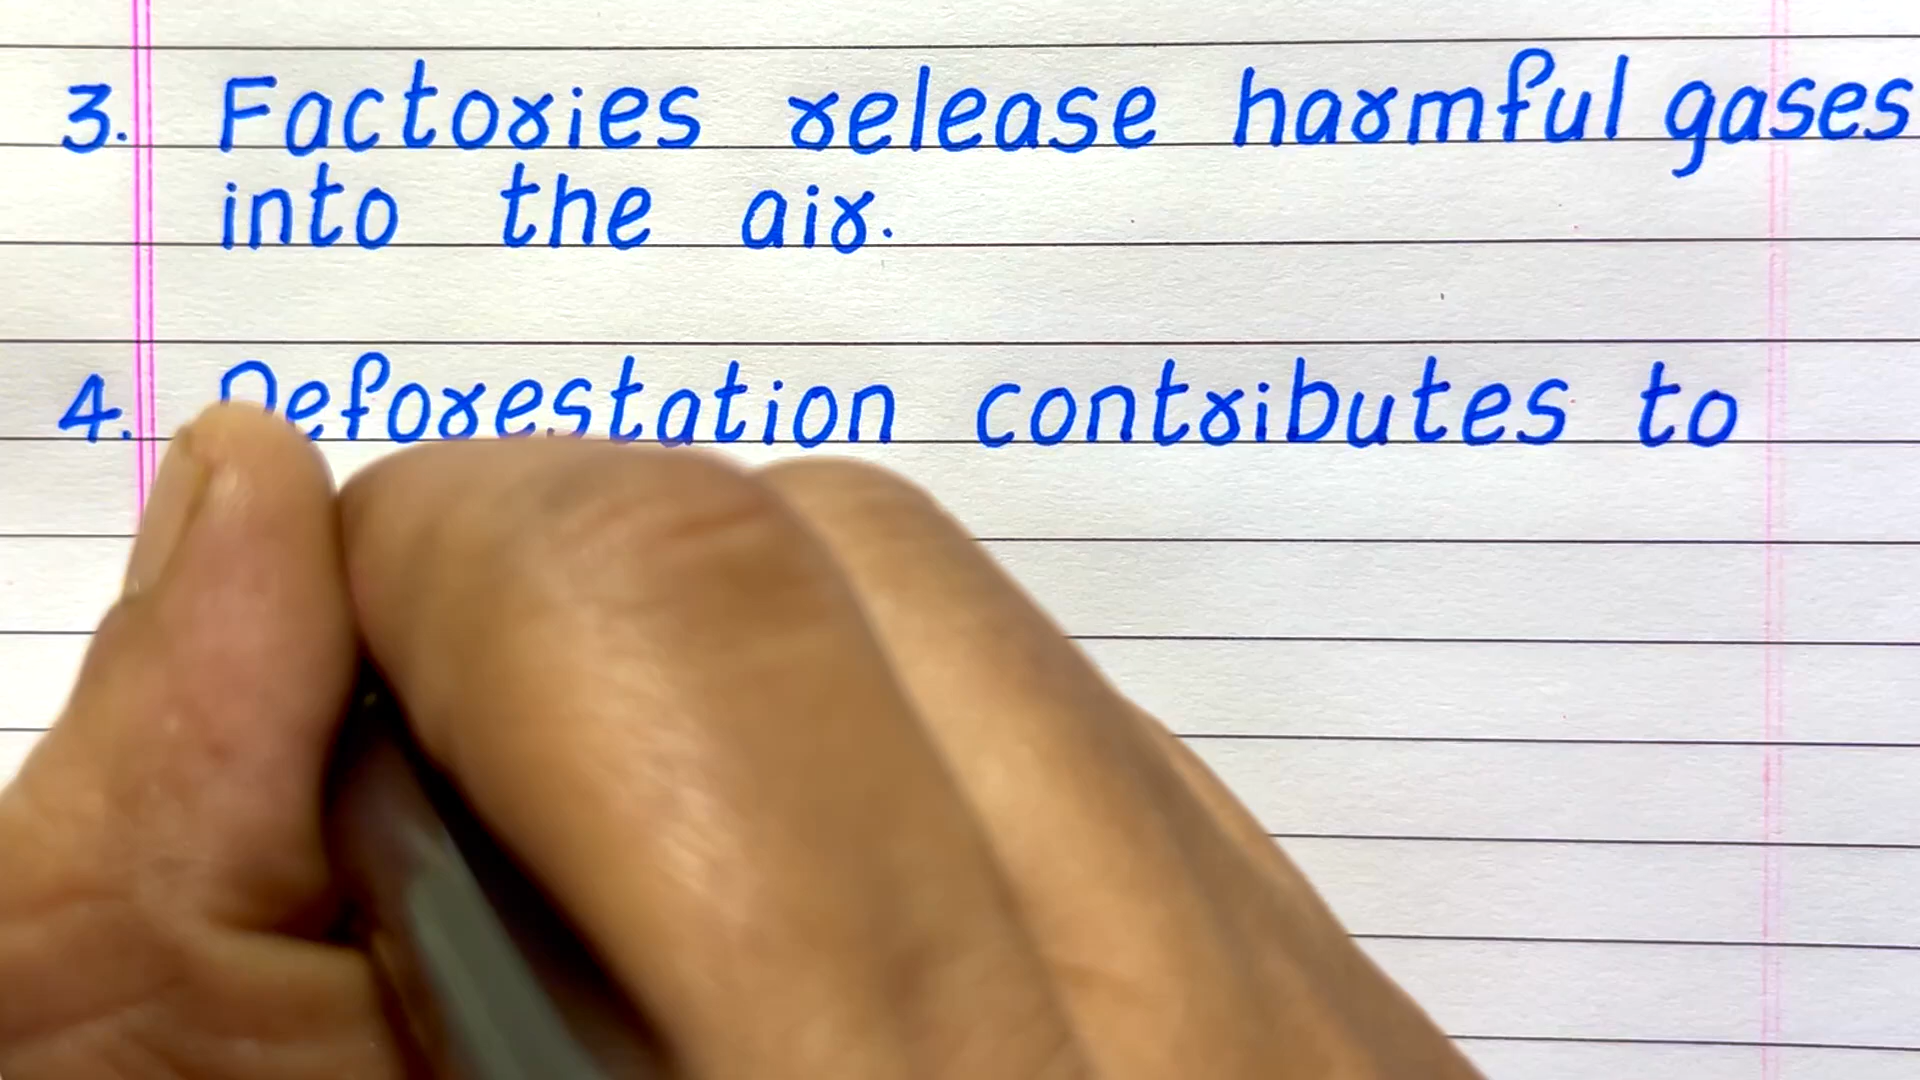 3. Factories release harmful gases
into the air.
4. Deforestation contributes to